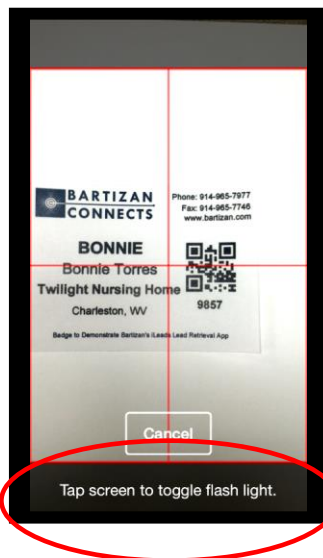 BARTIZAN
CONNECTS
Phone: 914-965-7977
Fax: 914-965-7746
www.bartizan.com
BONNIE
Bonnie Torres
Twilight Nursing Home
Charleston, WV
9857
Badge to Demonstrate Bartizan's iLeads Lead Retrieval App
Cancel
Tap screen to toggle flash light.